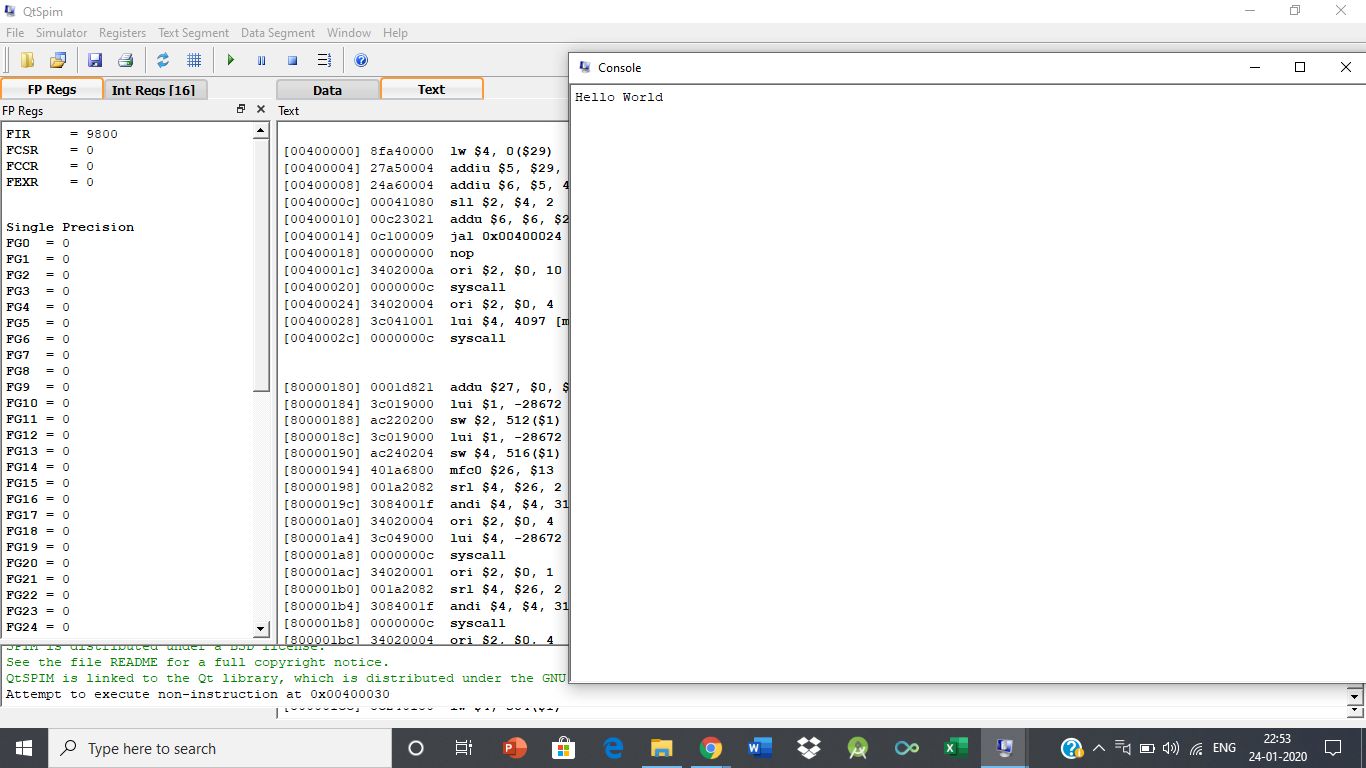 QtSpim
File Simulator Registers Text Segment Data Segment Window Help
FP Regs Int Regs [16]
Data Text
FP Regs
Text
FIR = 9800
FCSR = 0
FCCR = 0
FEXR = 0
Single Precision
FG0 = 0
FG1 = 0
FG2 = 0
FG3 = 0
FG4 = 0
FG5 = 0
FG6 = 0
FG7 = 0
FG8 = 0
FG9 = 0
FG10 = 0
FG11 = 0
FG12 = 0
FG13 = 0
FG14 = 0
FG15 = 0
FG16 = 0
FG17 = 0
FG18 = 0
FG19 = 0
FG20 = 0
FG21 = 0
FG22 = 0
FG23 = 0
FG24 = 0
[00400000] 8fa40000 lw $4, 0($29)
[00400004] 27a50004 addiu $5, $29,
[00400008] 24a60004 addiu $6, $5, 4
[0040000c] 00041080 sll $2, $4, 2
[00400010] 00c23021 addu $6, $6, $2
[00400014] 0c100009 jal 0x00400024
[00400018] 00000000 nop
[0040001c] 3402000a ori $2, $0, 10
[00400020] 0000000c syscall
[00400024] 34020004 ori $2, $0, 4
[00400028] 3c041001 lui $4, 4097 [m
[0040002c] 0000000c syscall
[80000180] 0001d821 addu $27, $0, $
[80000184] 3c019000 lui $1, -28672
[80000188] ac220200 sw $2, 512($1)
[8000018c] 3c019000 lui $1, -28672
[80000190] ac240204 sw $4, 516($1)
[80000194] 401a6800 mfc0 $26, $13
[80000198] 001a2082 srl $4, $26, 2
[8000019c] 3084001f andi $4, $4, 31
[800001a0] 34020004 ori $2, $0, 4
[800001a4] 3c049000 lui $4, -28672
[800001a8] 0000000c syscall
[800001ac] 34020001 ori $2, $0, 1
[800001b0] 001a2082 srl $4, $26, 2
[800001b4] 3084001f andi $4, $4, 31
[800001b8] 0000000c syscall
[800001bc] 34020004 ori $2, $0, 4
Console
Hello World
SPIM is distributed under a BSD license.
See the file README for a full copyright notice.
QtSPIM is linked to the Qt library, which is distributed under the GNU
Attempt to execute non-instruction at 0x00400030
Type here to search
ENG
22:53
24-01-2020